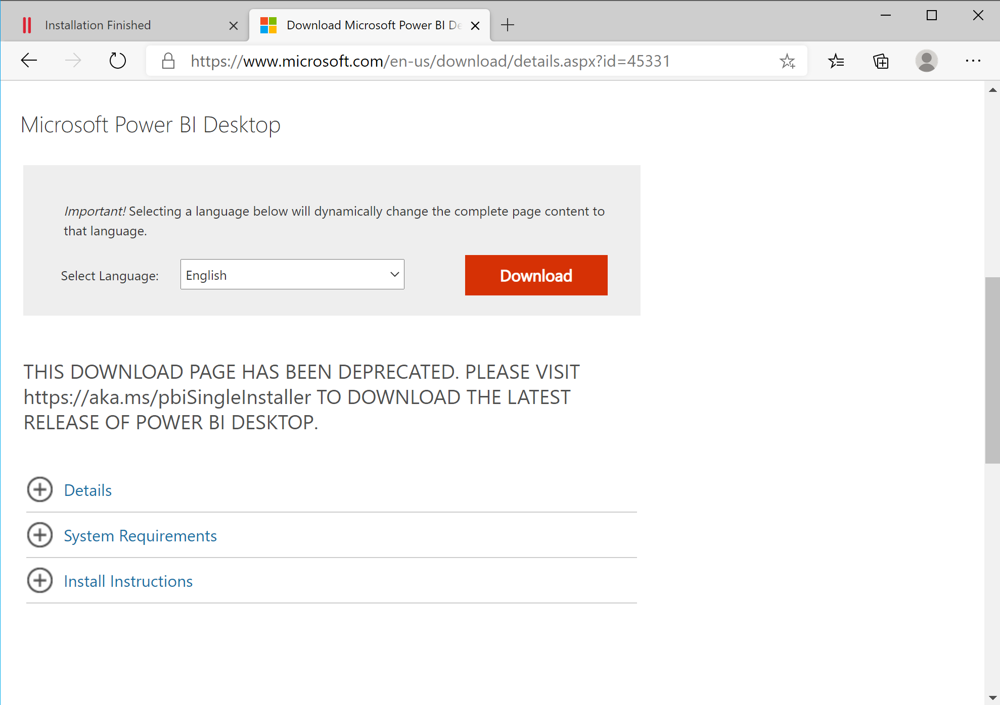 Installation Finished
Download Microsoft Power BI De
https://www.microsoft.com/en-us/download/details.aspx?id=45331
Microsoft Power BI Desktop
Important! Selecting a language below will dynamically change the complete page content to
that language.
Select Language:
English
Download
THIS DOWNLOAD PAGE HAS BEEN DEPRECATED. PLEASE VISIT
https://aka.ms/pbiSingleInstaller TO DOWNLOAD THE LATEST
RELEASE OF POWER BI DESKTOP.
Details
System Requirements
Install Instructions